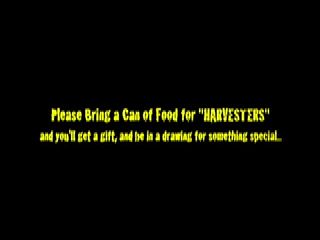 Please Bring a Can of Food for "HARVESTERS"
and you'll get a gift, and be in a drawing for something special...